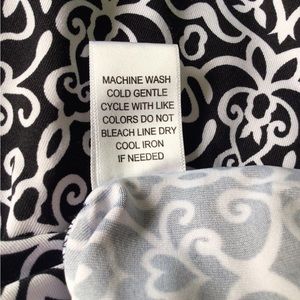 MACHINE WASH
COLD GENTLE
CYCLE WITH LIKE
COLORS DO NOT
BLEACH LINE DRY
COOL IRON
IF NEEDED